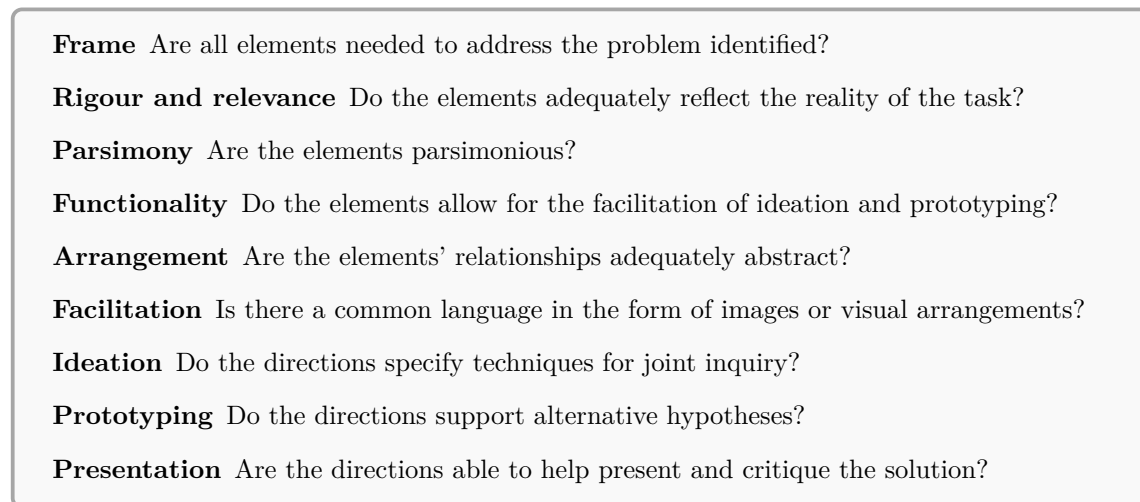 Frame Are all elements needed to address the problem identified?
Rigour and relevance Do the elements adequately reflect the reality of the task?
Parsimony Are the elements parsimonious?
Functionality Do the elements allow for the facilitation of ideation and prototyping?
Arrangement Are the elements’ relationships adequately abstract?
Facilitation Is there a common language in the form of images or visual arrangements?
Ideation Do the directions specify techniques for joint inquiry?
Prototyping Do the directions support alternative hypotheses?
Presentation Are the directions able to help present and critique the solution?